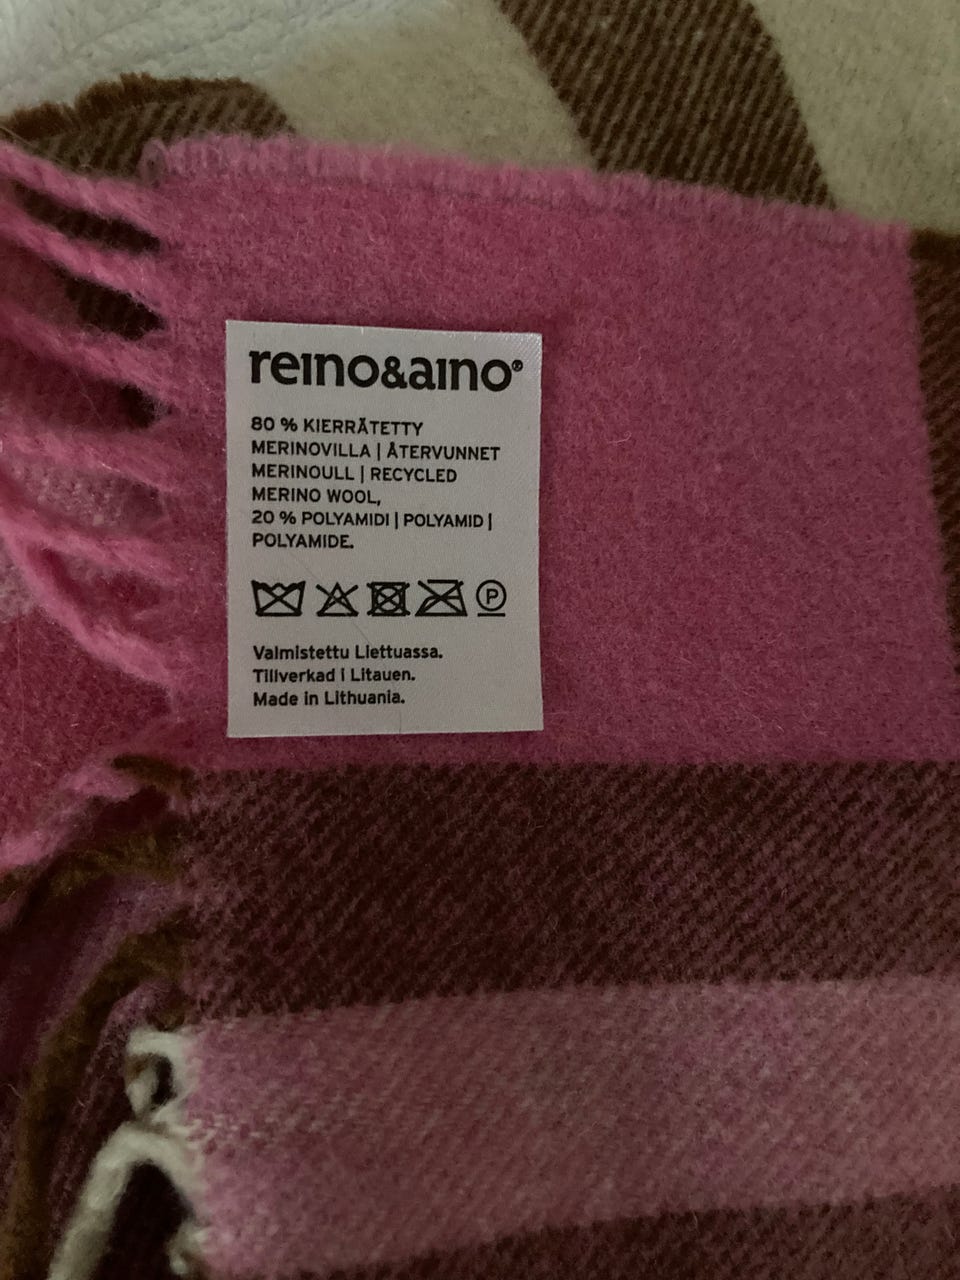 reino&aino®
80 % KIERRÄTETTY
MERINOVILLA | ÅTERVUNNET
MERINOULL | RECYCLED
MERINO WOOL,
20 % POLYAMIDI | POLYAMID |
POLYAMIDE.
P
Valmistettu Liettuassa.
Tillverkad i Litauen.
Made in Lithuania.